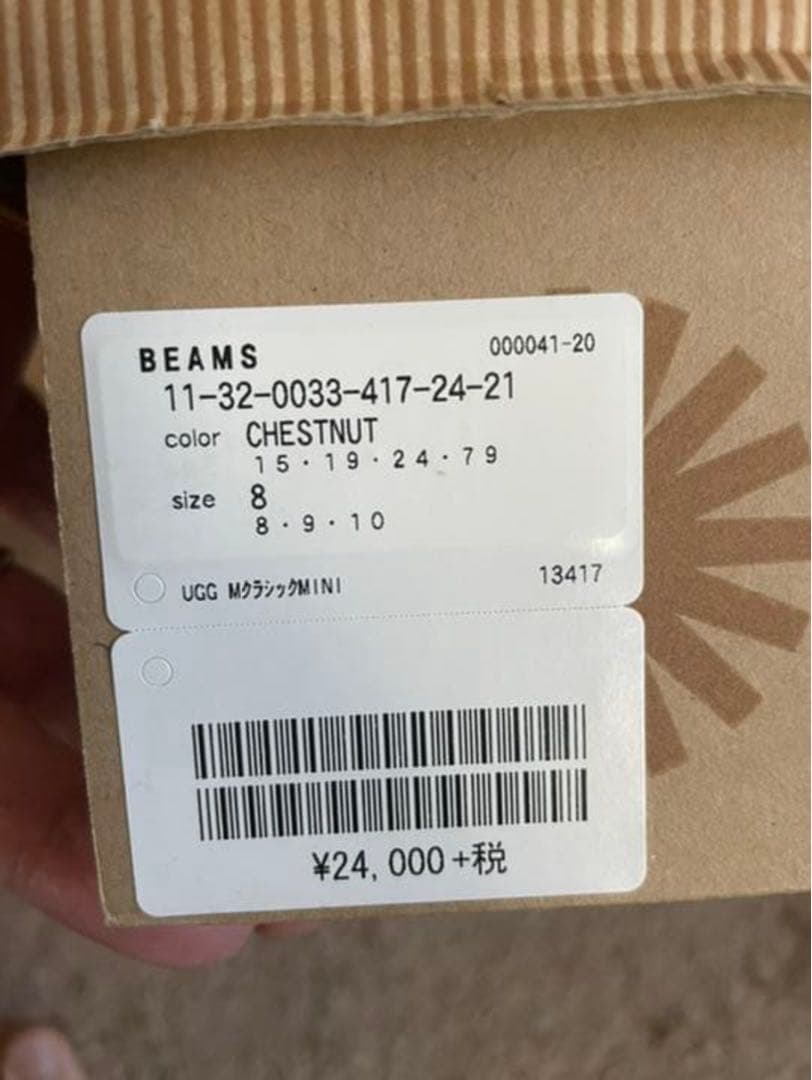 BEAMS 000041-20
11-32-0033-417-24-21
color CHESTNUT
15・19・24・79
size 8
8・9・10
UGG MクラシックMINI 13417
¥24,000+税